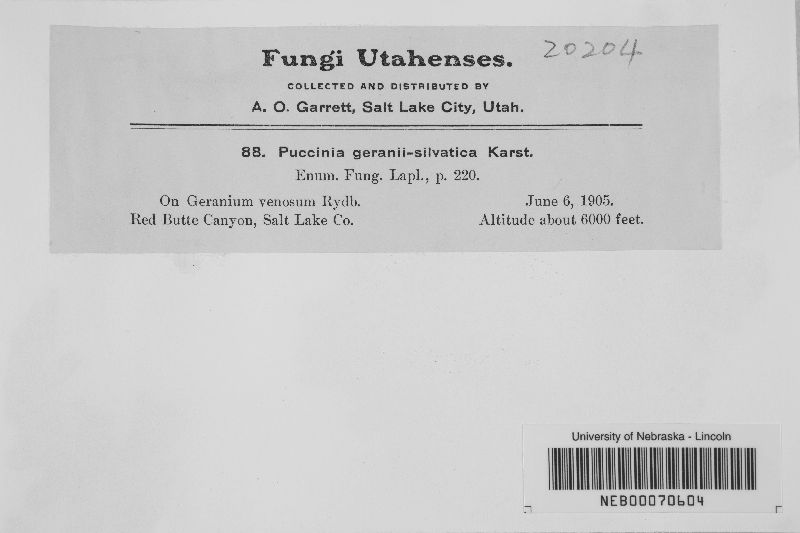 Fungi Utahenses. 20204
COLLECTED AND DISTRIBUTED BY
A. O. Garrett, Salt Lake City, Utah.
88. Puccinia geranii-silvatica Karst.
Enum. Fung. Lapl., p. 220.
On Geranium venosum Rydb. June 6, 1905.
Red Butte Canyon, Salt Lake Co. Altitude about 6000 feet.
University of Nebraska - Lincoln
NEB00070604